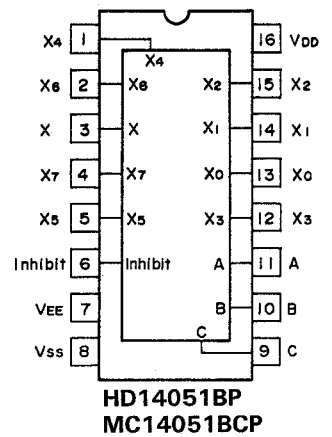 X4 1 X4 16 VDD
X6 2 X6 X2 15 X2
X 3 X X1 14 X1
X7 4 X7 X0 13 X0
X5 5 X5 X3 12 X3
Inhibit 6 Inhibit A 11 A
VEE 7 B 10 B
VSS 8 C 9 C
HD14051BP
MC14051BCP